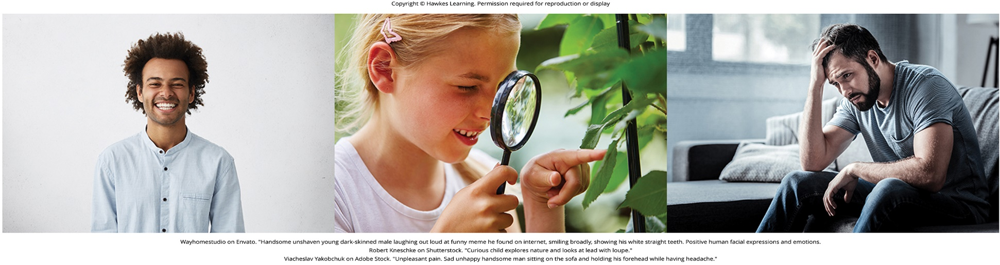 Copyright © Hawkes Learning. Permission required for reproduction or display
Wayhomestudio on Envato. "Handsome unshaven young dark-skinned male laughing out loud at funny meme he found on internet, smiling broadly, showing his white straight teeth. Positive human facial expressions and emotions.
Robert Kneschke on Shutterstock. "Curious child explores nature and looks at lead with loupe."
Viacheslav Yakobchuk on Adobe Stock. "Unpleasant pain. Sad unhappy handsome man sitting on the sofa and holding his forehead while having headache."